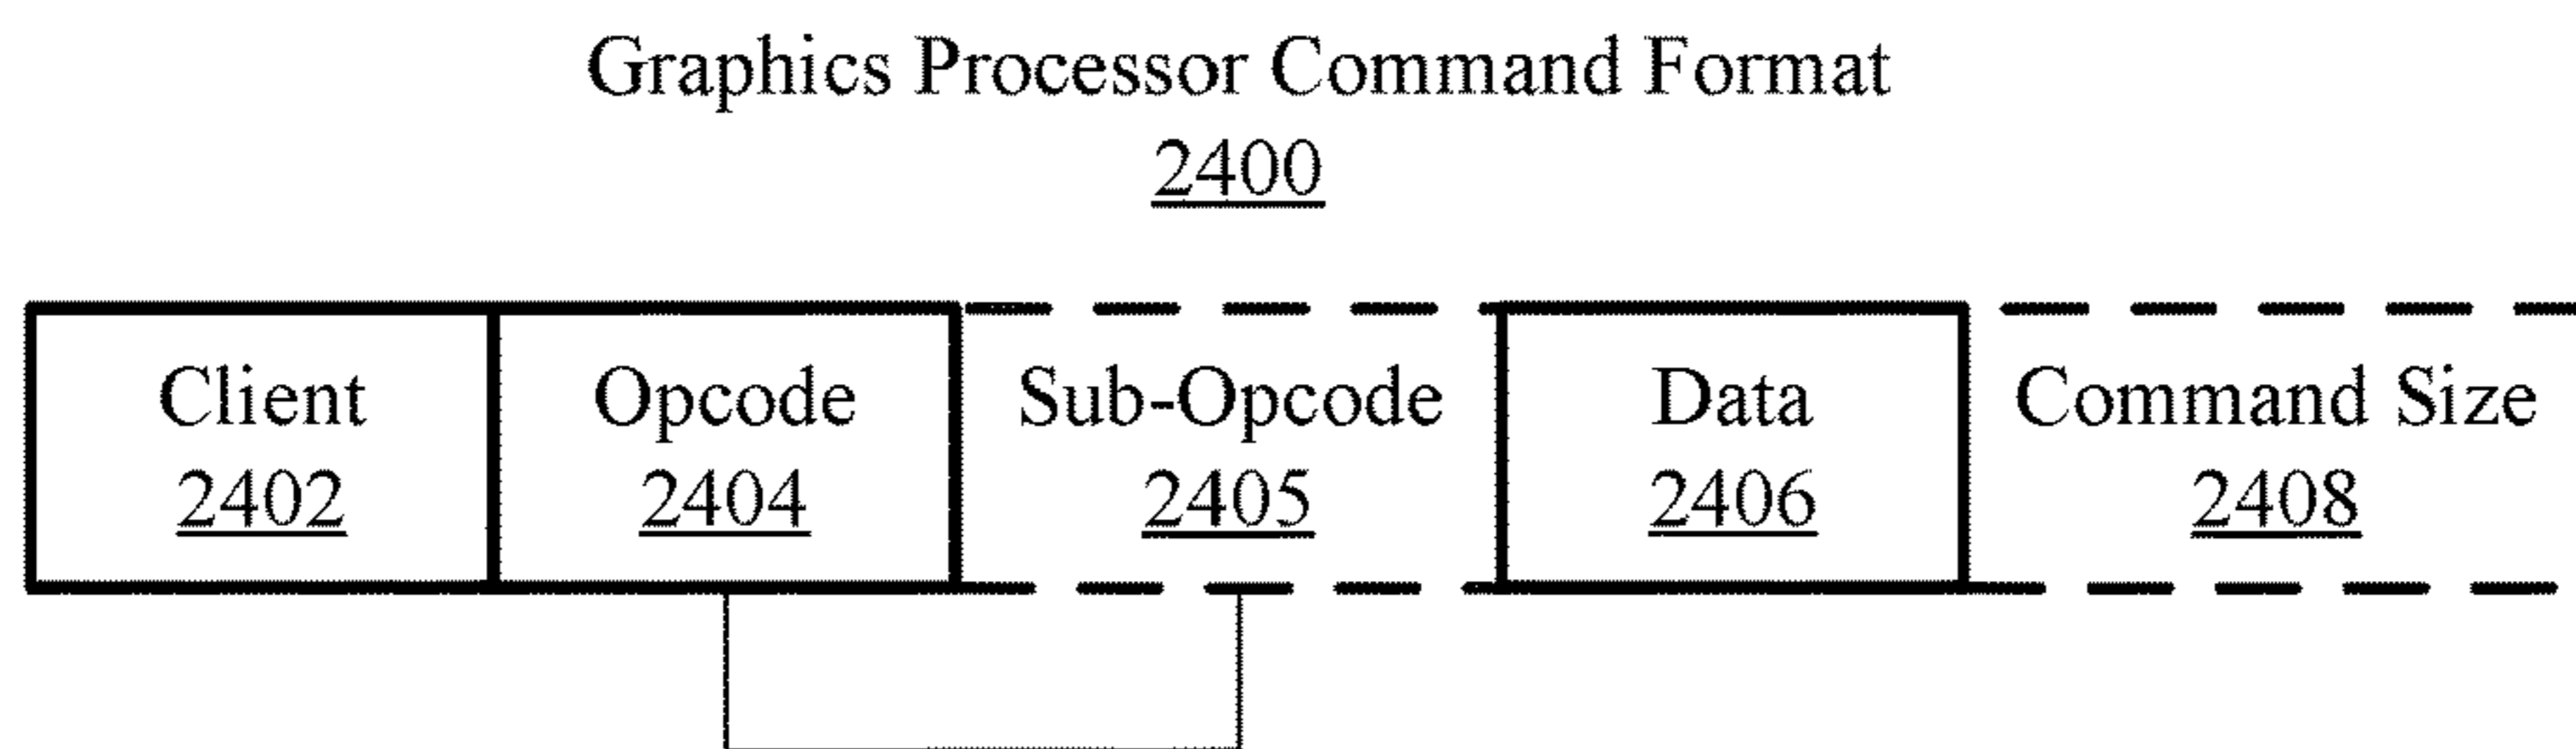 Graphics Processor Command Format
2400
Client
2402
Opcode
2404
Sub-Opcode
2405
Data
2406
Command Size
2408